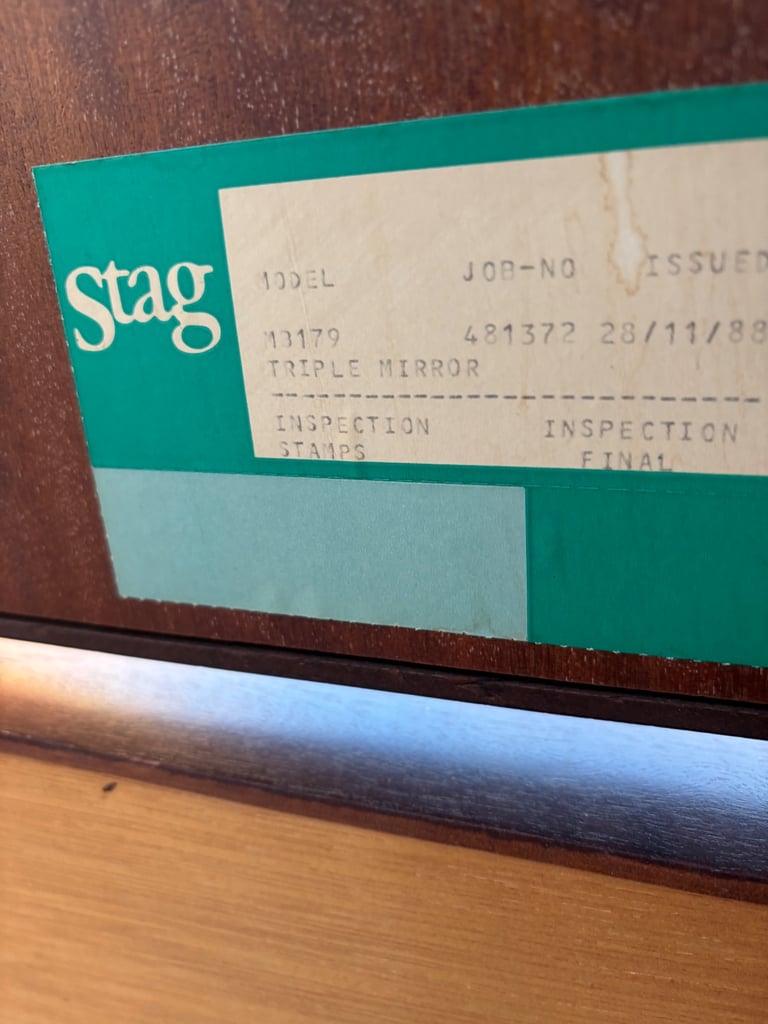 Stag
MODEL JOB-NO ISSUED
M3179 481372 28/11/88
TRIPLE MIRROR
--------------------------------
INSPECTION INSPECTION
STAMPS FINAL